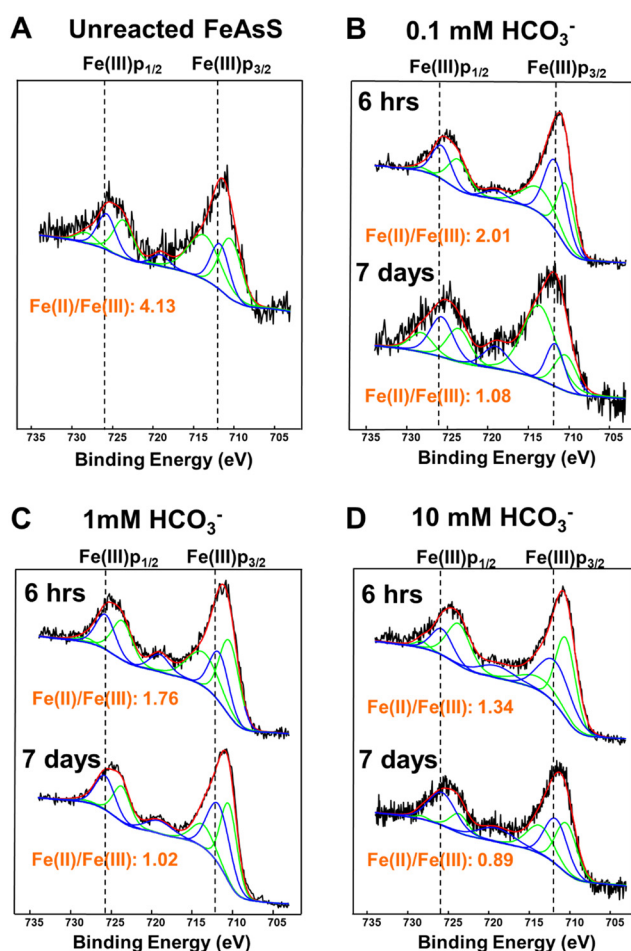 A Unreacted FeAsS
Fe(III)p₁/₂ Fe(III)p₃/₂
Fe(II)/Fe(III): 4.13
735 730 725 720 715 710 705
Binding Energy (eV)
B 0.1 mM HCO₃⁻
Fe(III)p₁/₂ Fe(III)p₃/₂
6 hrs
Fe(II)/Fe(III): 2.01
7 days
Fe(II)/Fe(III): 1.08
735 730 725 720 715 710 705
Binding Energy (eV)
C 1mM HCO₃⁻
Fe(III)p₁/₂ Fe(III)p₃/₂
6 hrs
Fe(II)/Fe(III): 1.76
7 days
Fe(II)/Fe(III): 1.02
735 730 725 720 715 710 705
Binding Energy (eV)
D 10 mM HCO₃⁻
Fe(III)p₁/₂ Fe(III)p₃/₂
6 hrs
Fe(II)/Fe(III): 1.34
7 days
Fe(II)/Fe(III): 0.89
735 730 725 720 715 710 705
Binding Energy (eV)